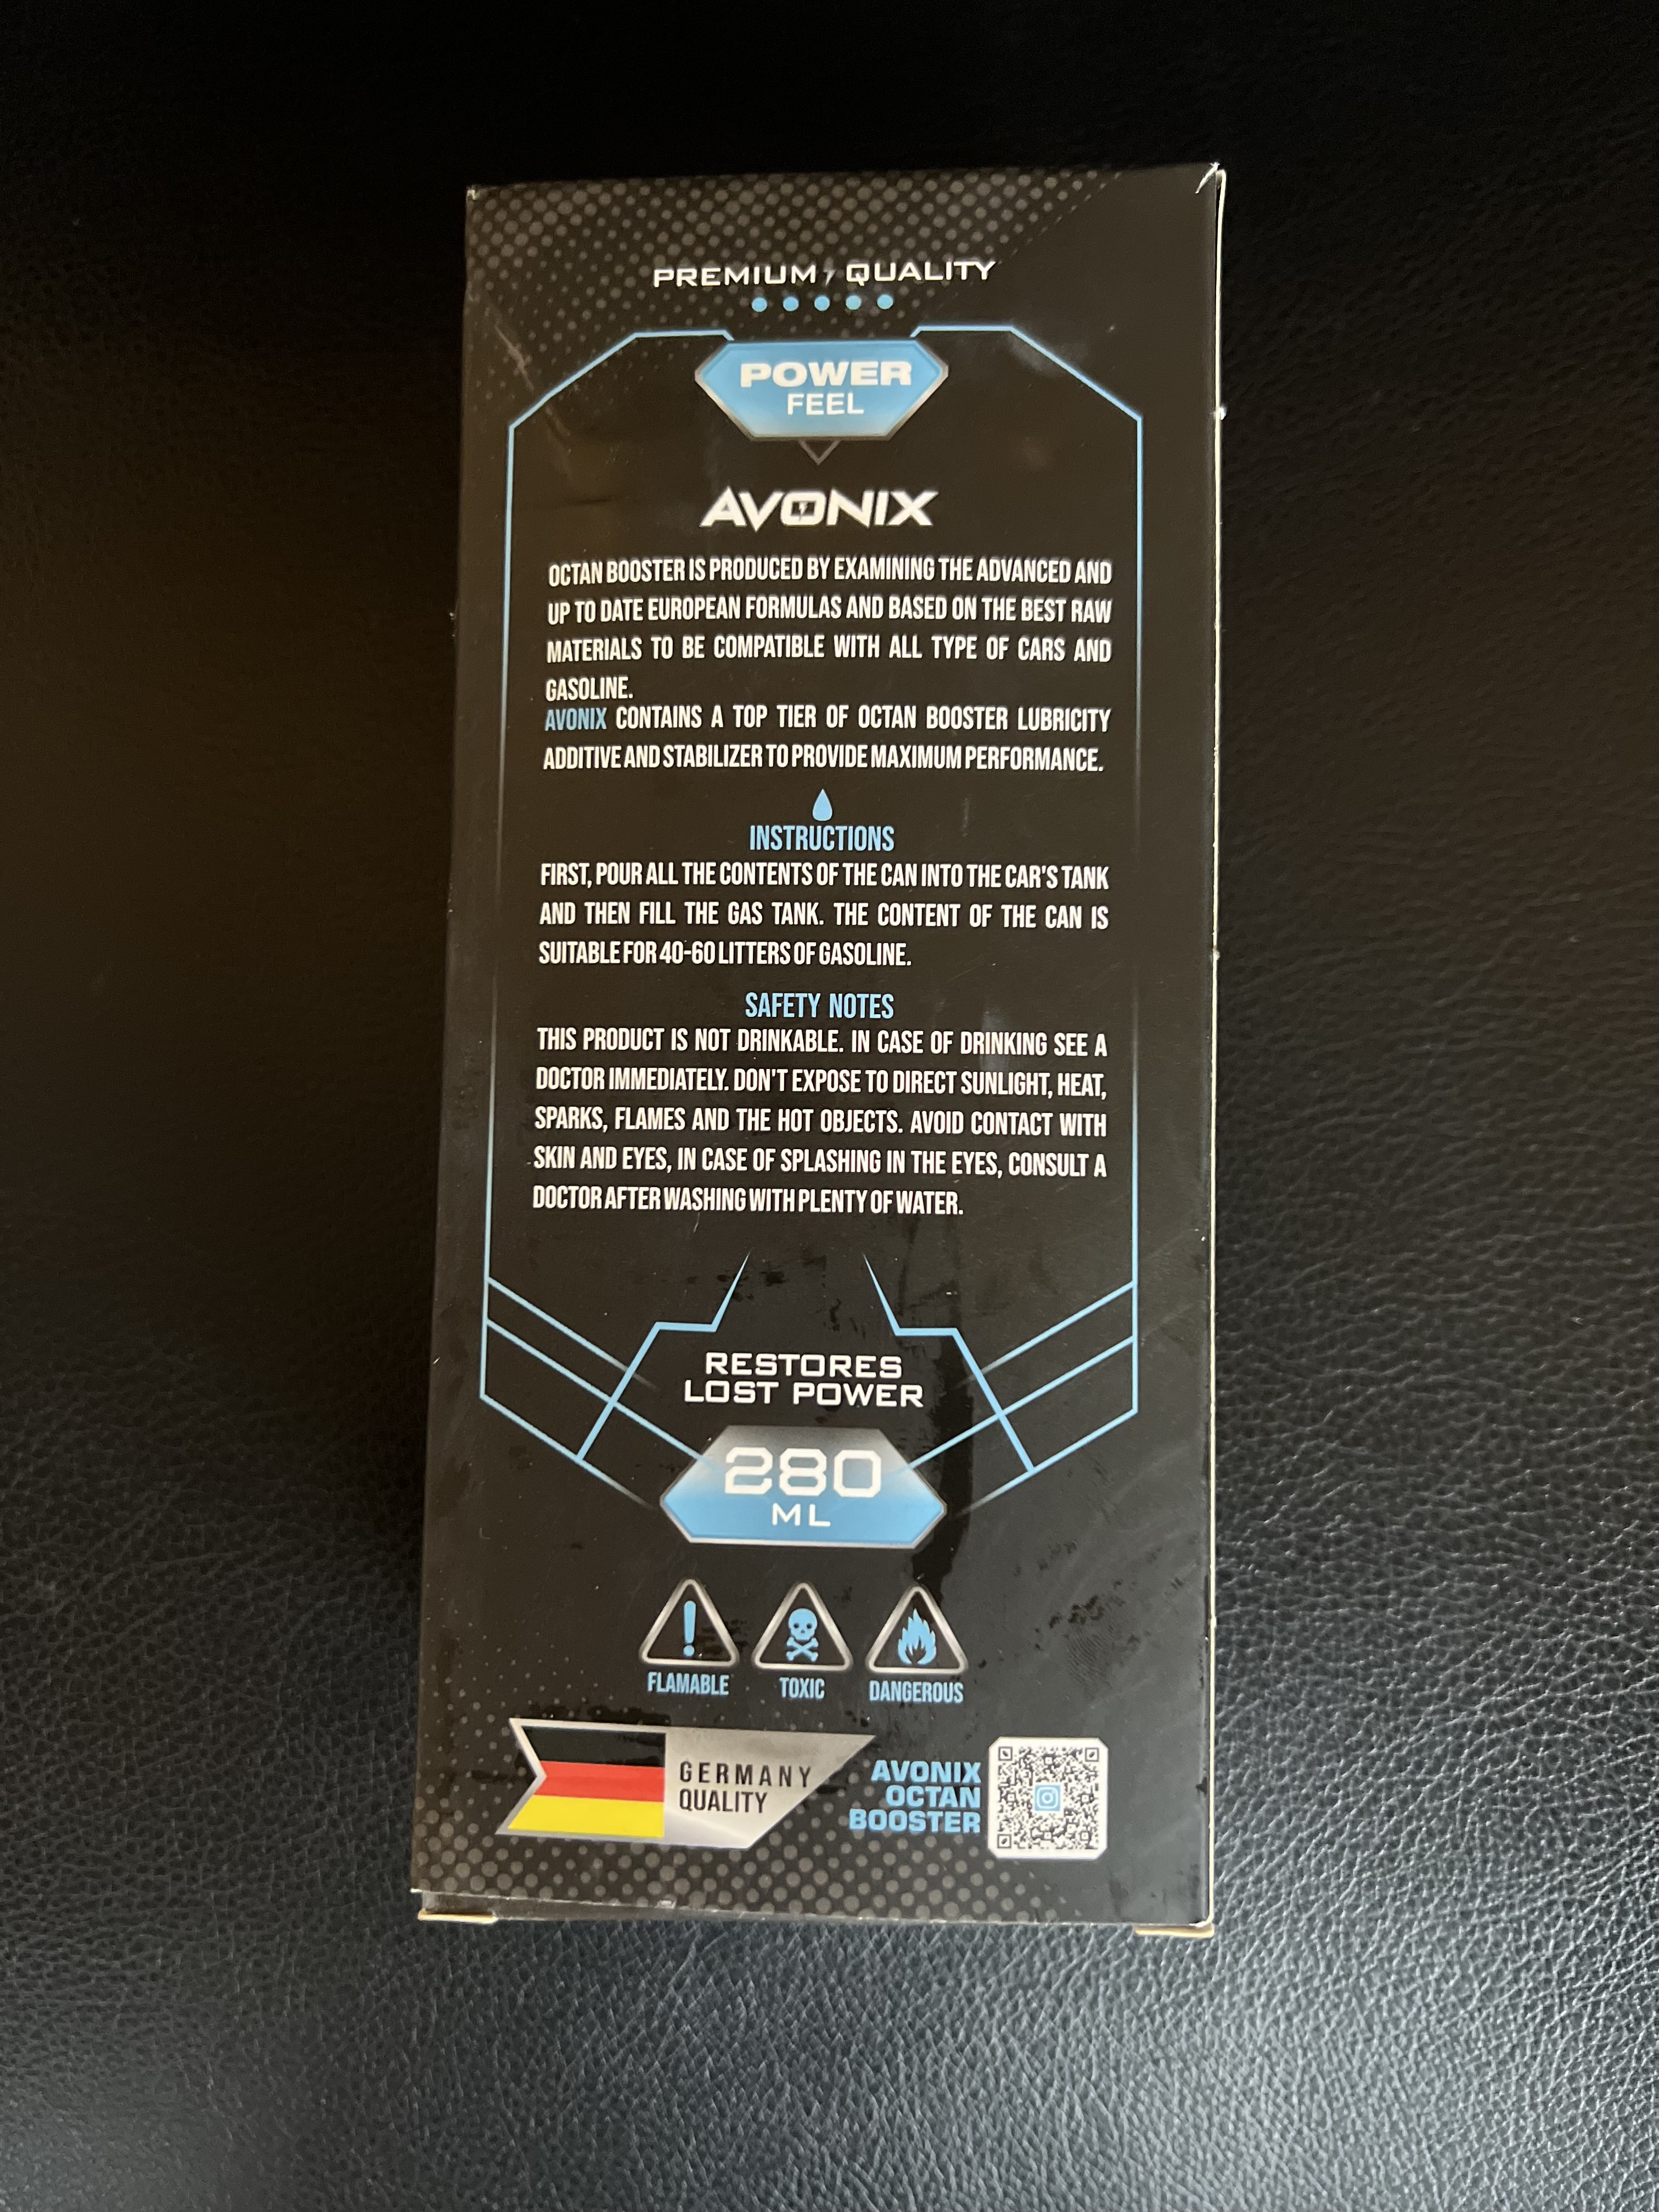 PREMIUM QUALITY
POWER
FEEL
AVONIX
OCTAN BOOSTER IS PRODUCED BY EXAMINING THE ADVANCED AND
UP TO DATE EUROPEAN FORMULAS AND BASED ON THE BEST RAW
MATERIALS TO BE COMPATIBLE WITH ALL TYPE OF CARS AND
GASOLINE.
AVONIX CONTAINS A TOP TIER OF OCTAN BOOSTER LUBRICITY
ADDITIVE AND STABILIZER TO PROVIDE MAXIMUM PERFORMANCE.
INSTRUCTIONS
FIRST, POUR ALL THE CONTENTS OF THE CAN INTO THE CAR'S TANK
AND THEN FILL THE GAS TANK. THE CONTENT OF THE CAN IS
SUITABLE FOR 40-60 LITTERS OF GASOLINE.
SAFETY NOTES
THIS PRODUCT IS NOT DRINKABLE. IN CASE OF DRINKING SEE A
DOCTOR IMMEDIATELY. DON'T EXPOSE TO DIRECT SUNLIGHT, HEAT,
SPARKS, FLAMES AND THE HOT OBJECTS. AVOID CONTACT WITH
SKIN AND EYES, IN CASE OF SPLASHING IN THE EYES, CONSULT A
DOCTOR AFTER WASHING WITH PLENTY OF WATER.
RESTORES
LOST POWER
280
ML
FLAMABLE TOXIC DANGEROUS
GERMANY
QUALITY
AVONIX
OCTAN
BOOSTER